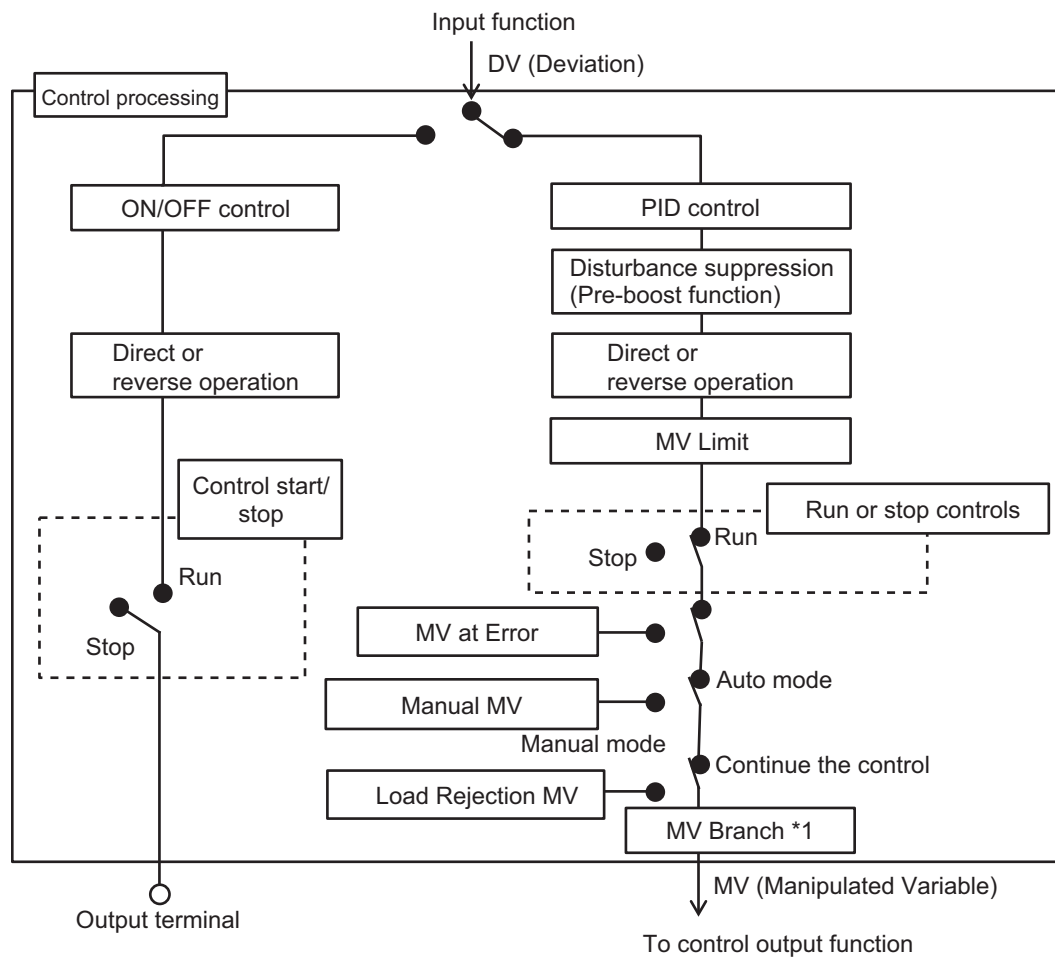 Input function
DV (Deviation)
Control processing
ON/OFF control
PID control
Disturbance suppression
(Pre-boost function)
Direct or
reverse operation
Direct or
reverse operation
MV Limit
Control start/
stop
Run or stop controls
Run
Stop
Run
Stop
MV at Error
Auto mode
Manual MV
Manual mode
Continue the control
Load Rejection MV
MV Branch *1
MV (Manipulated Variable)
Output terminal
To control output function